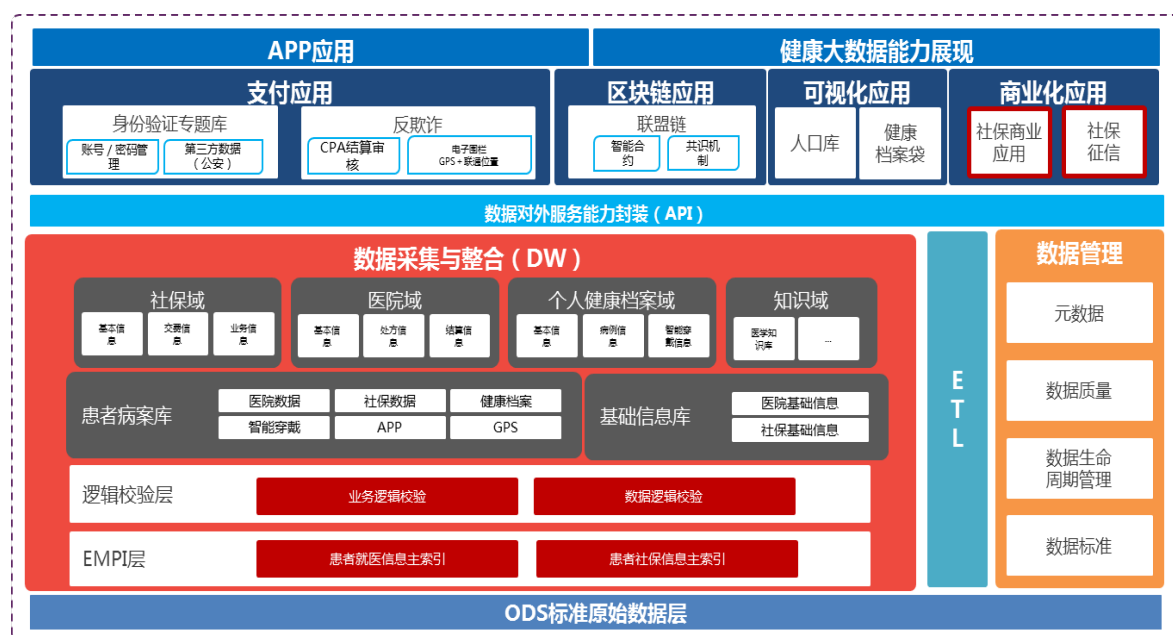 APP应用
健康大数据能力展现
支付应用
身份验证专题库
账号/密码管
理
第三方数据
(公安)
反欺诈
CPA结算审
核
电子围栏
GPS+联通位置
区块链应用
联盟链
智能合
约
共识机
制
可视化应用
人口库
健康
档案袋
商业化应用
社保商业
应用
社保
征信
数据对外服务能力封装(API)
数据采集与整合(DW)
社保域
基本信
息
交费信
息
业务信
息
医院域
基本信
息
处方信
息
结算信
息
个人健康档案域
基本信
息
病例信
息
智能穿
戴信息
知识域
医学知
识库
...
患者病案库
医院数据
社保数据
健康档案
智能穿戴
APP
GPS
基础信息库
医院基础信息
社保基础信息
逻辑校验层
业务逻辑校验
数据逻辑校验
EMPI层
患者就医信息主索引
患者社保信息主索引
E
T
L
数据管理
元数据
数据质量
数据生命
周期管理
数据标准
ODS标准原始数据层